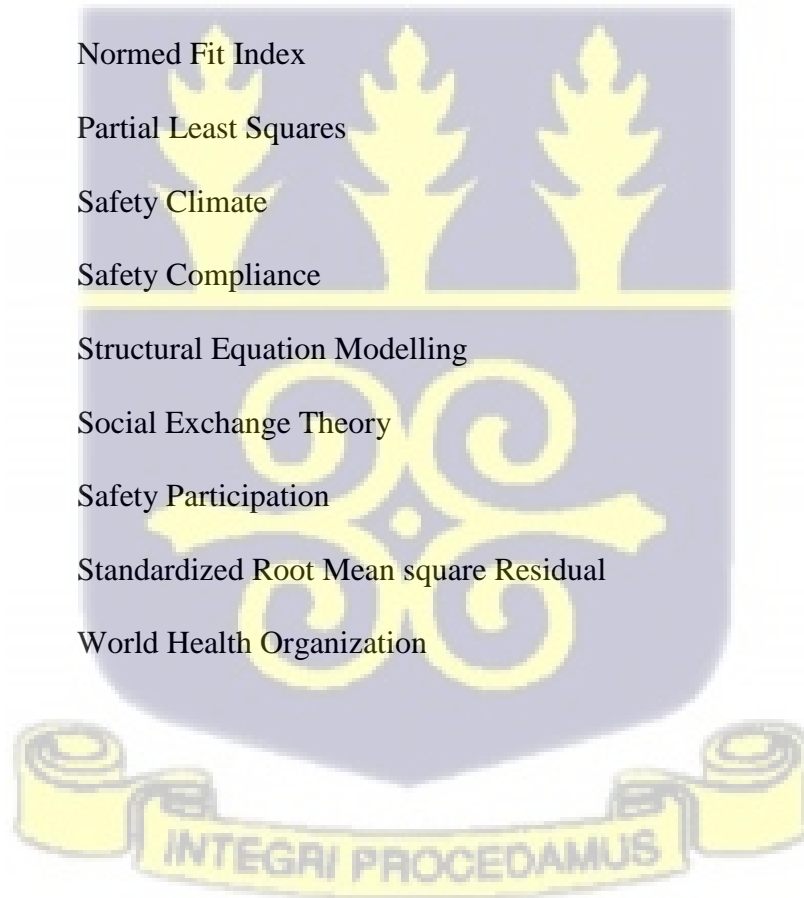 Normed Fit Index
Partial Least Squares
Safety Climate
Safety Compliance
Structural Equation Modelling
Social Exchange Theory
Safety Participation
Standardized Root Mean square Residual
World Health Organization
INTEGRI PROCEDAMUS